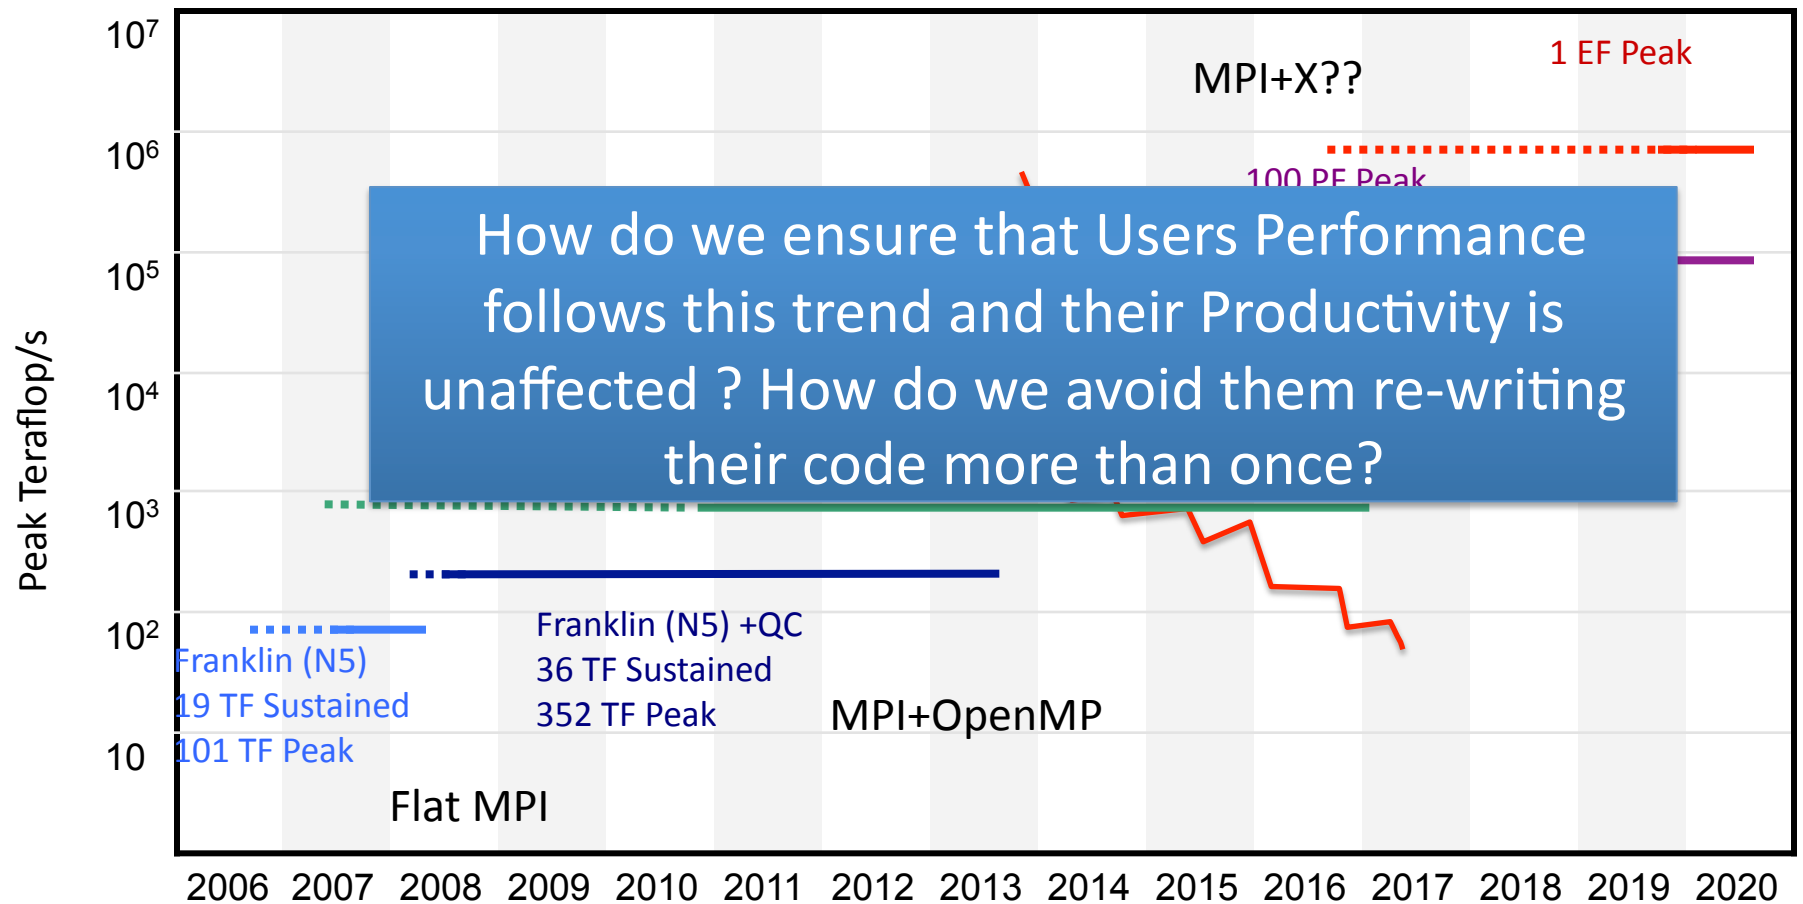 10⁷
10⁶
10⁵
10⁴
10³
10²
10
Peak Teraflop/s
1 EF Peak
MPI+X??
100 PF Peak
How do we ensure that Users Performance
follows this trend and their Productivity is
unaffected ? How do we avoid them re-writing
their code more than once?
Franklin (N5)
19 TF Sustained
101 TF Peak
Franklin (N5) +QC
36 TF Sustained
352 TF Peak
MPI+OpenMP
Flat MPI
2006 2007 2008 2009 2010 2011 2012 2013 2014 2015 2016 2017 2018 2019 2020